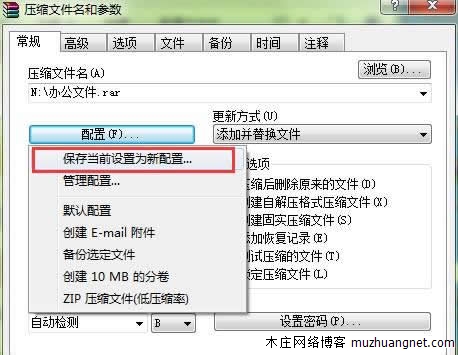 压缩文件名和参数
常规
高级
选项
文件
备份
时间
注释
压缩文件名(A)
浏览(B)...
N:\办公文件.rar
更新方式(U)
配置(F)...
添加并替换文件
保存当前设置为新配置...
管理配置...
默认配置
创建 E-mail 附件
备份选定文件
创建 10 MB 的分卷
ZIP 压缩文件(低压缩率)
选项
压缩后删除原来的文件(D)
创建自解压格式压缩文件(X)
创建固实压缩文件(S)
添加恢复记录(E)
测试压缩的文件(T)
锁定压缩文件(L)
自动检测
B
设置密码(P)...
木庄网络博客 muzhuangnet.com